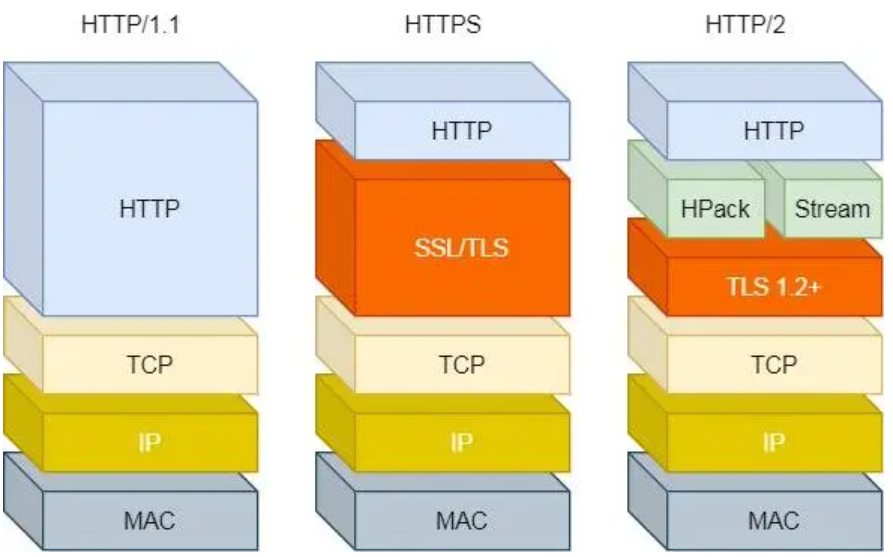 HTTP/1.1
HTTPS
HTTP/2
HTTP
HTTP
HTTP
HPack
Stream
SSL/TLS
TLS 1.2+
TCP
TCP
TCP
IP
IP
IP
MAC
MAC
MAC